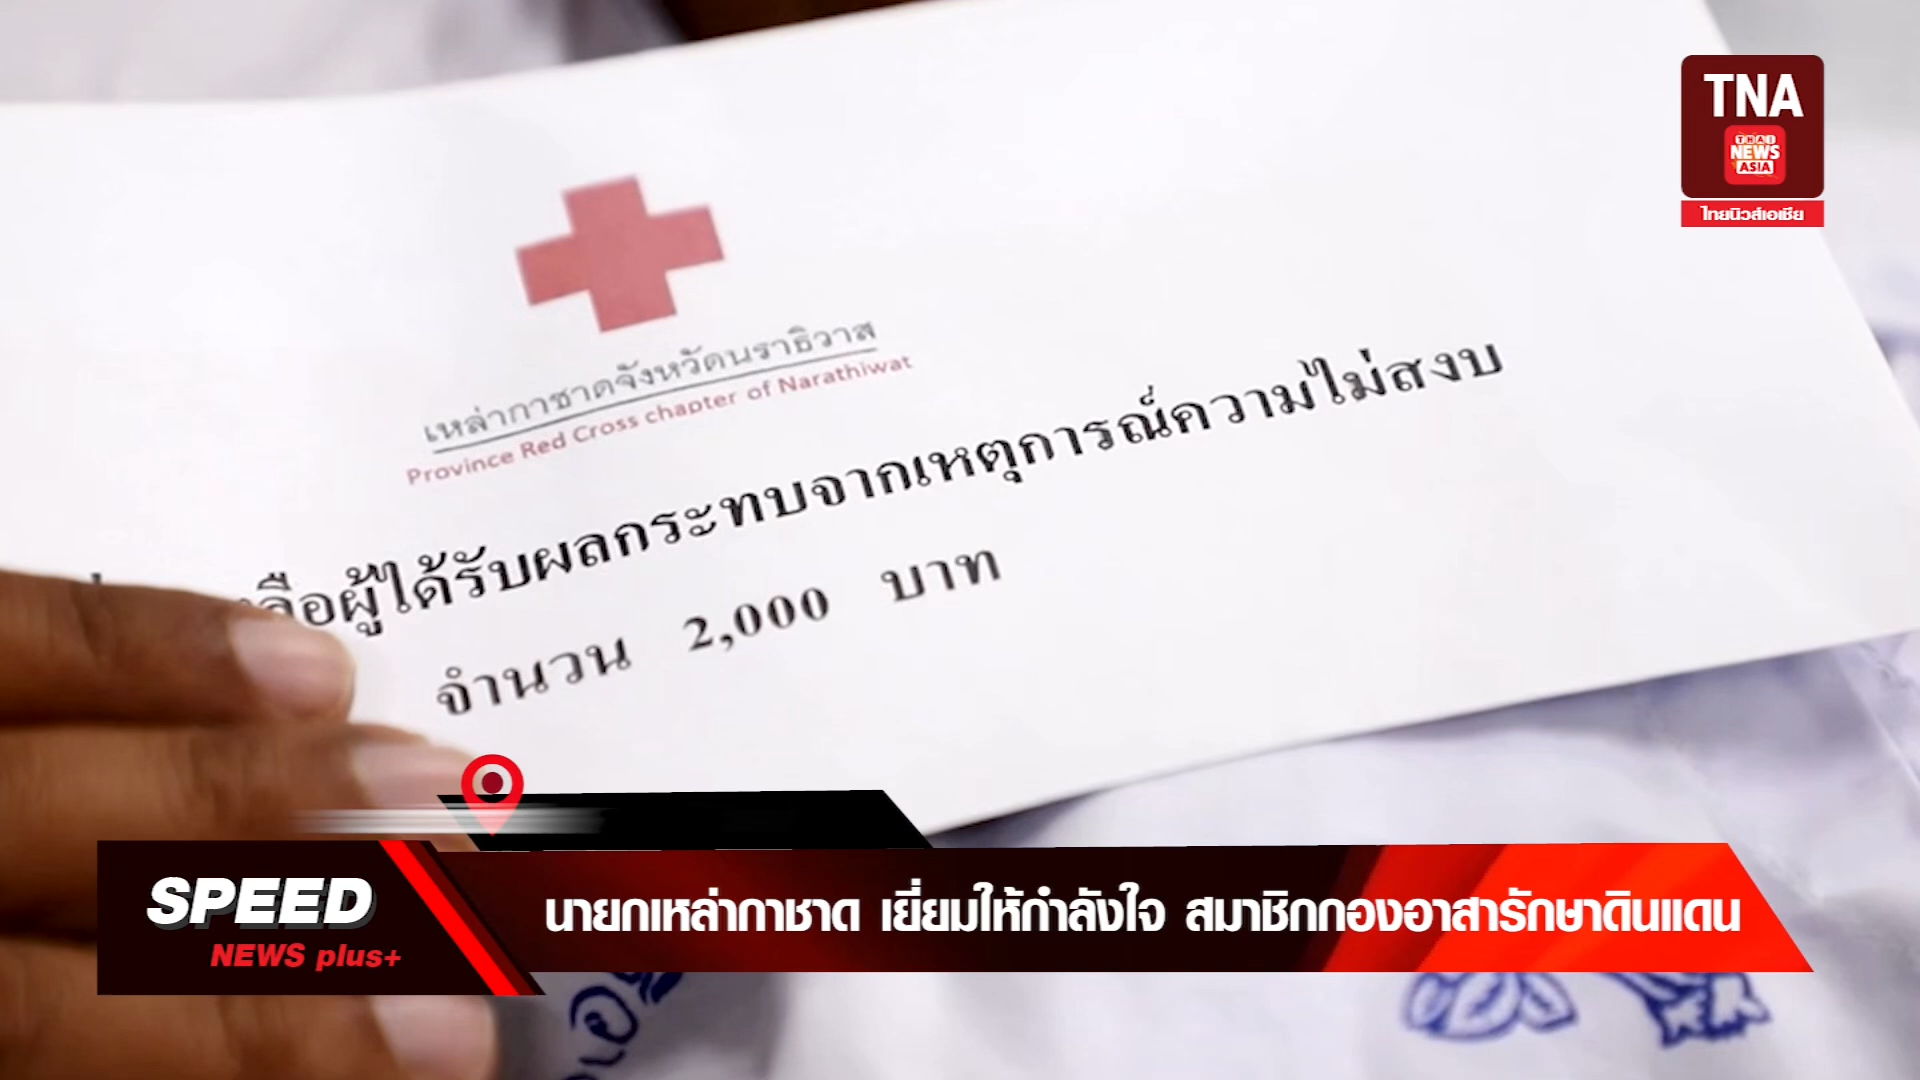 TNA
THAI
NEWS
ASIA
ไทยนิวส์เอเชีย
เหล่ากาชาดจังหวัดนราธิวาส
Province Red Cross chapter of Narathiwat
ผู้ได้รับผลกระทบจากเหตุการณ์ความไม่สงบ
จำนวน 2,000 บาท
SPEED
NEWS plus+
นายกเหล่ากาชาด เยี่ยมให้กำลังใจ สมาชิกกองอาสารักษาดินแดน